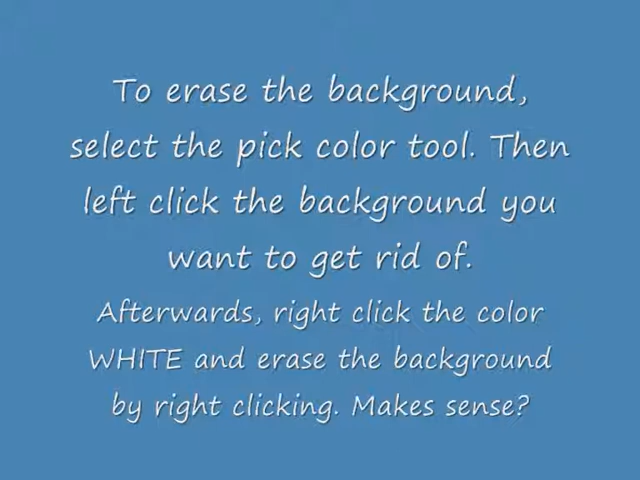 To erase the background,
select the pick color tool. Then
left click the background you
want to get rid of.
Afterwards, right click the color
WHITE and erase the background
by right clicking. Makes sense?